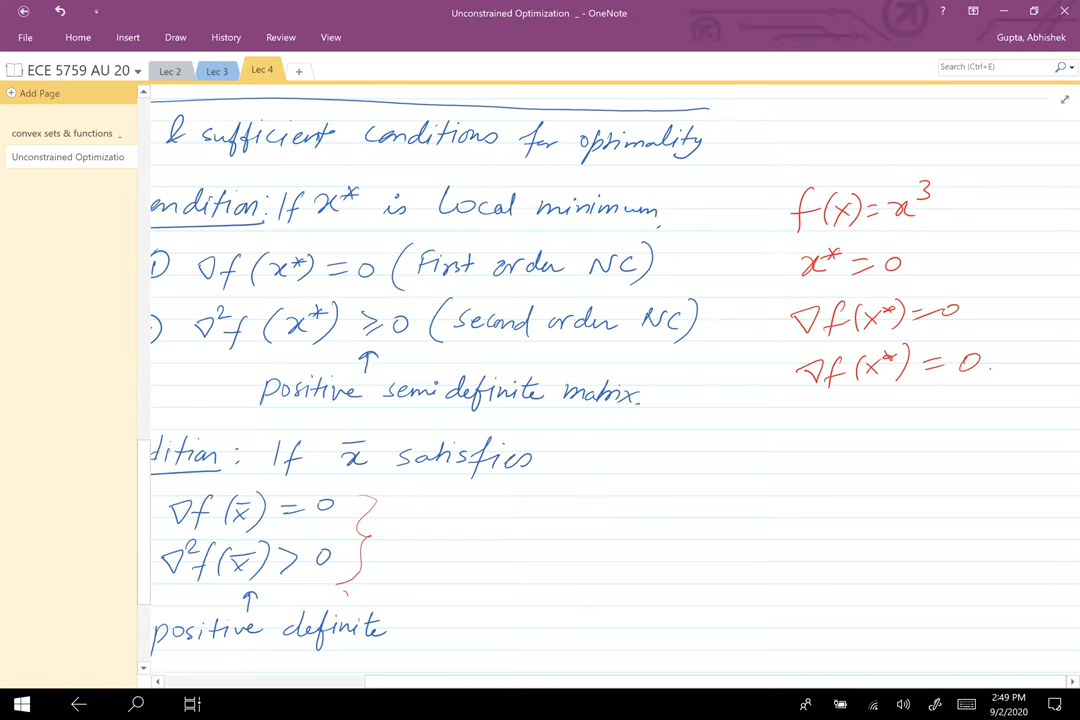 Unconstrained Optimization _ - OneNote
?
File Home Insert Draw History Review View
Gupta, Abhishek
ECE 5759 AU 20 Lec 2 Lec 3 Lec 4 +
Search (Ctrl+E)
Add Page
convex sets & functions _
Unconstrained Optimizatio
& sufficient conditions for optimality
ondition: If x* is local minimum,
1) ∇f(x*) = 0 (First order NC)
) ∇²f(x*) ≥ 0 (Second order NC)
↑
positive semidefinite matrix.
dition: If x̄ satisfies
∇f(x̄) = 0
∇²f(x̄) > 0
↑
positive definite
f(x) = x³
x* = 0
∇f(x*) = 0
∇f(x*) = 0.
2:49 PM
9/2/2020